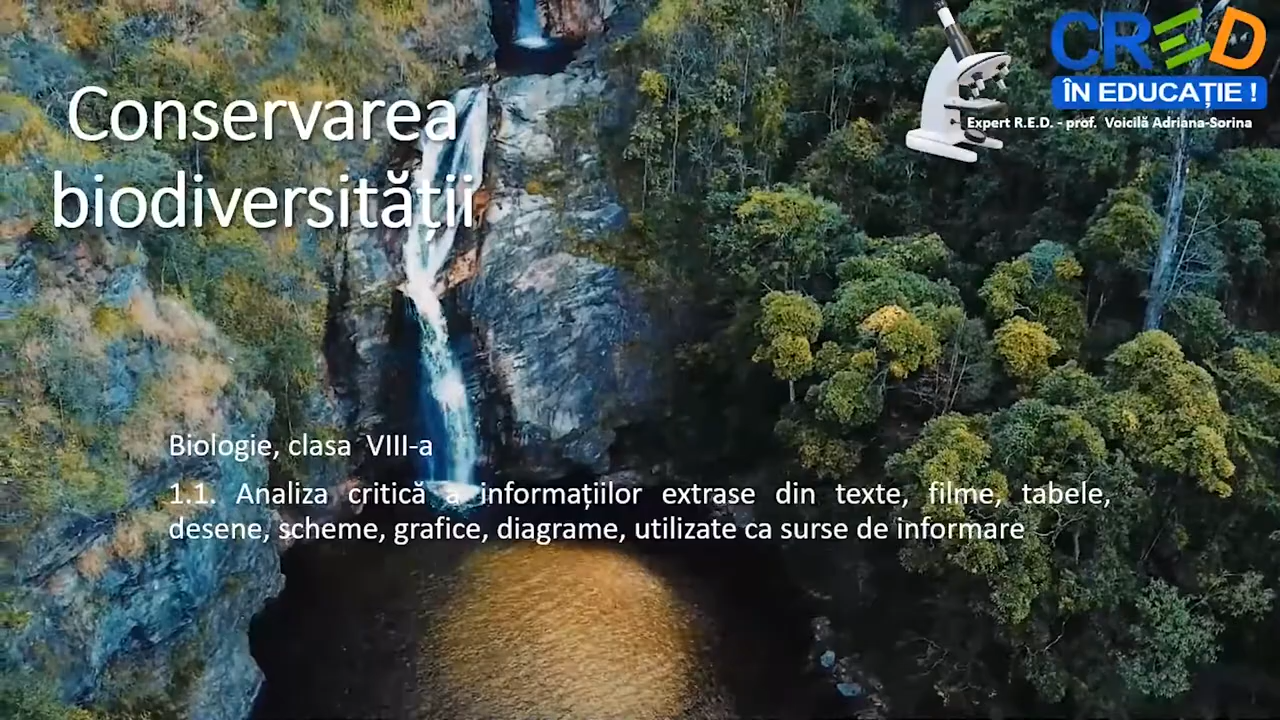 Conservarea
biodiversității
CRED
ÎN EDUCAȚIE !
Expert R.E.D. - prof. Voicilă Adriana-Sorina
Biologie, clasa VIII-a
1.1. Analiza critică a informațiilor extrase din texte, filme, tabele,
desene, scheme, grafice, diagrame, utilizate ca surse de informare